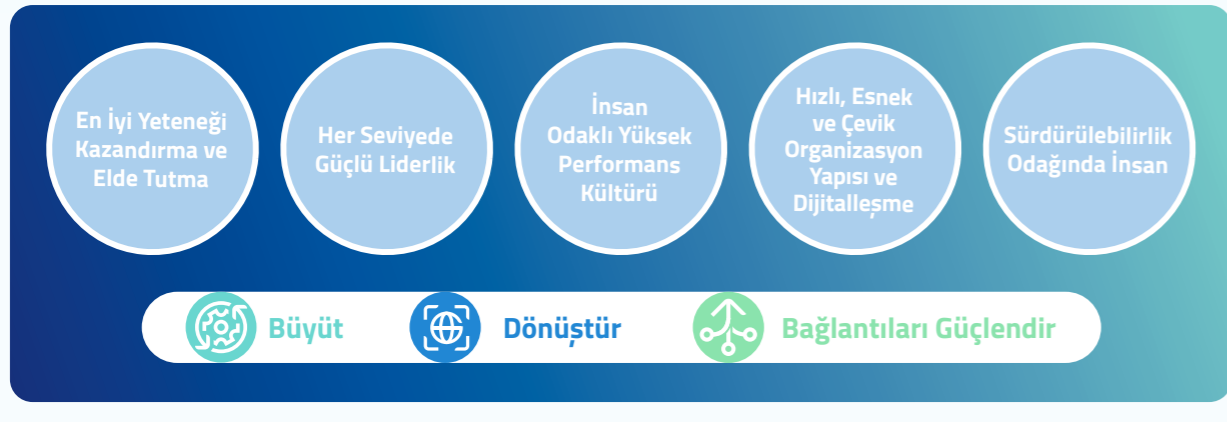 En İyi Yeteneği
Kazandırma ve
Elde Tutma
Her Seviyede
Güçlü Liderlik
İnsan
Odaklı Yüksek
Performans
Kültürü
Hızlı, Esnek
ve Çevik
Organizasyon
Yapısı ve
Dijitalleşme
Sürdürülebilirlik
Odağında İnsan
Büyüt
Dönüştür
Bağlantıları Güçlendir